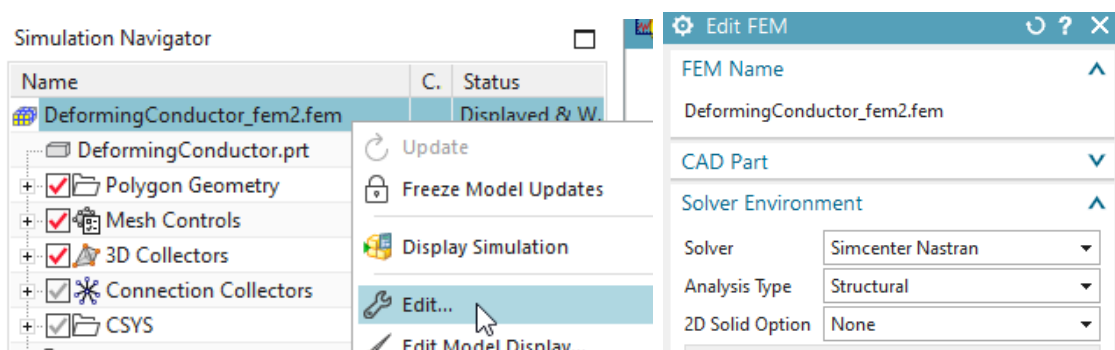 Simulation Navigator
Name C. Status
DeformingConductor_fem2.fem Displayed & W.
DeformingConductor.prt
Polygon Geometry
Mesh Controls
3D Collectors
Connection Collectors
CSYS
Update
Freeze Model Updates
Display Simulation
Edit...
Edit Model Display...
Edit FEM ? X
FEM Name
DeformingConductor_fem2.fem
CAD Part
Solver Environment
Solver Simcenter Nastran
Analysis Type Structural
2D Solid Option None